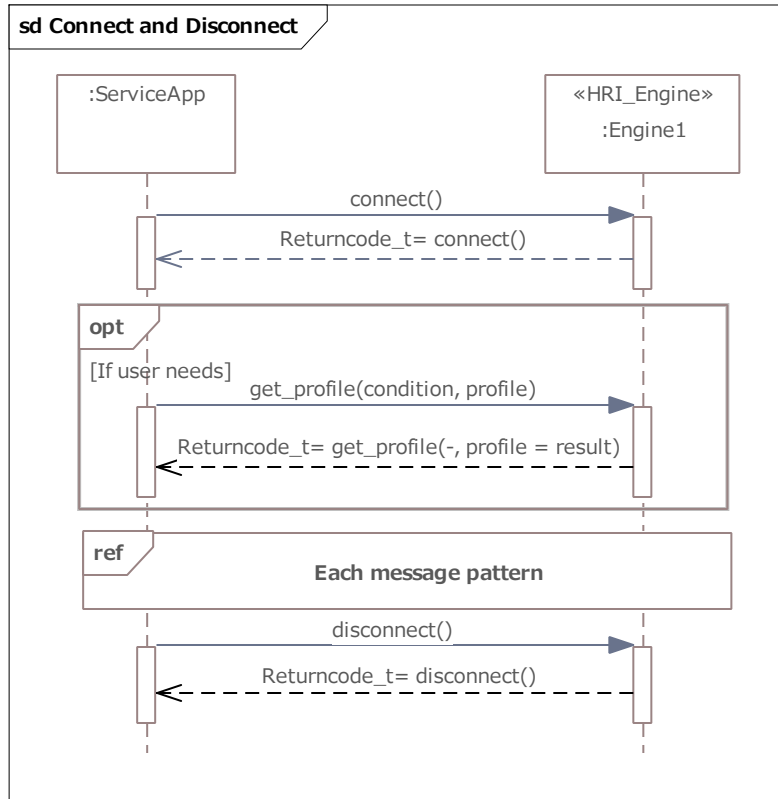 sd Connect and Disconnect
:ServiceApp
«HRI_Engine»
:Engine1
connect()
Returncode_t= connect()
opt
[If user needs]
get_profile(condition, profile)
Returncode_t= get_profile(-, profile = result)
ref
Each message pattern
disconnect()
Returncode_t= disconnect()